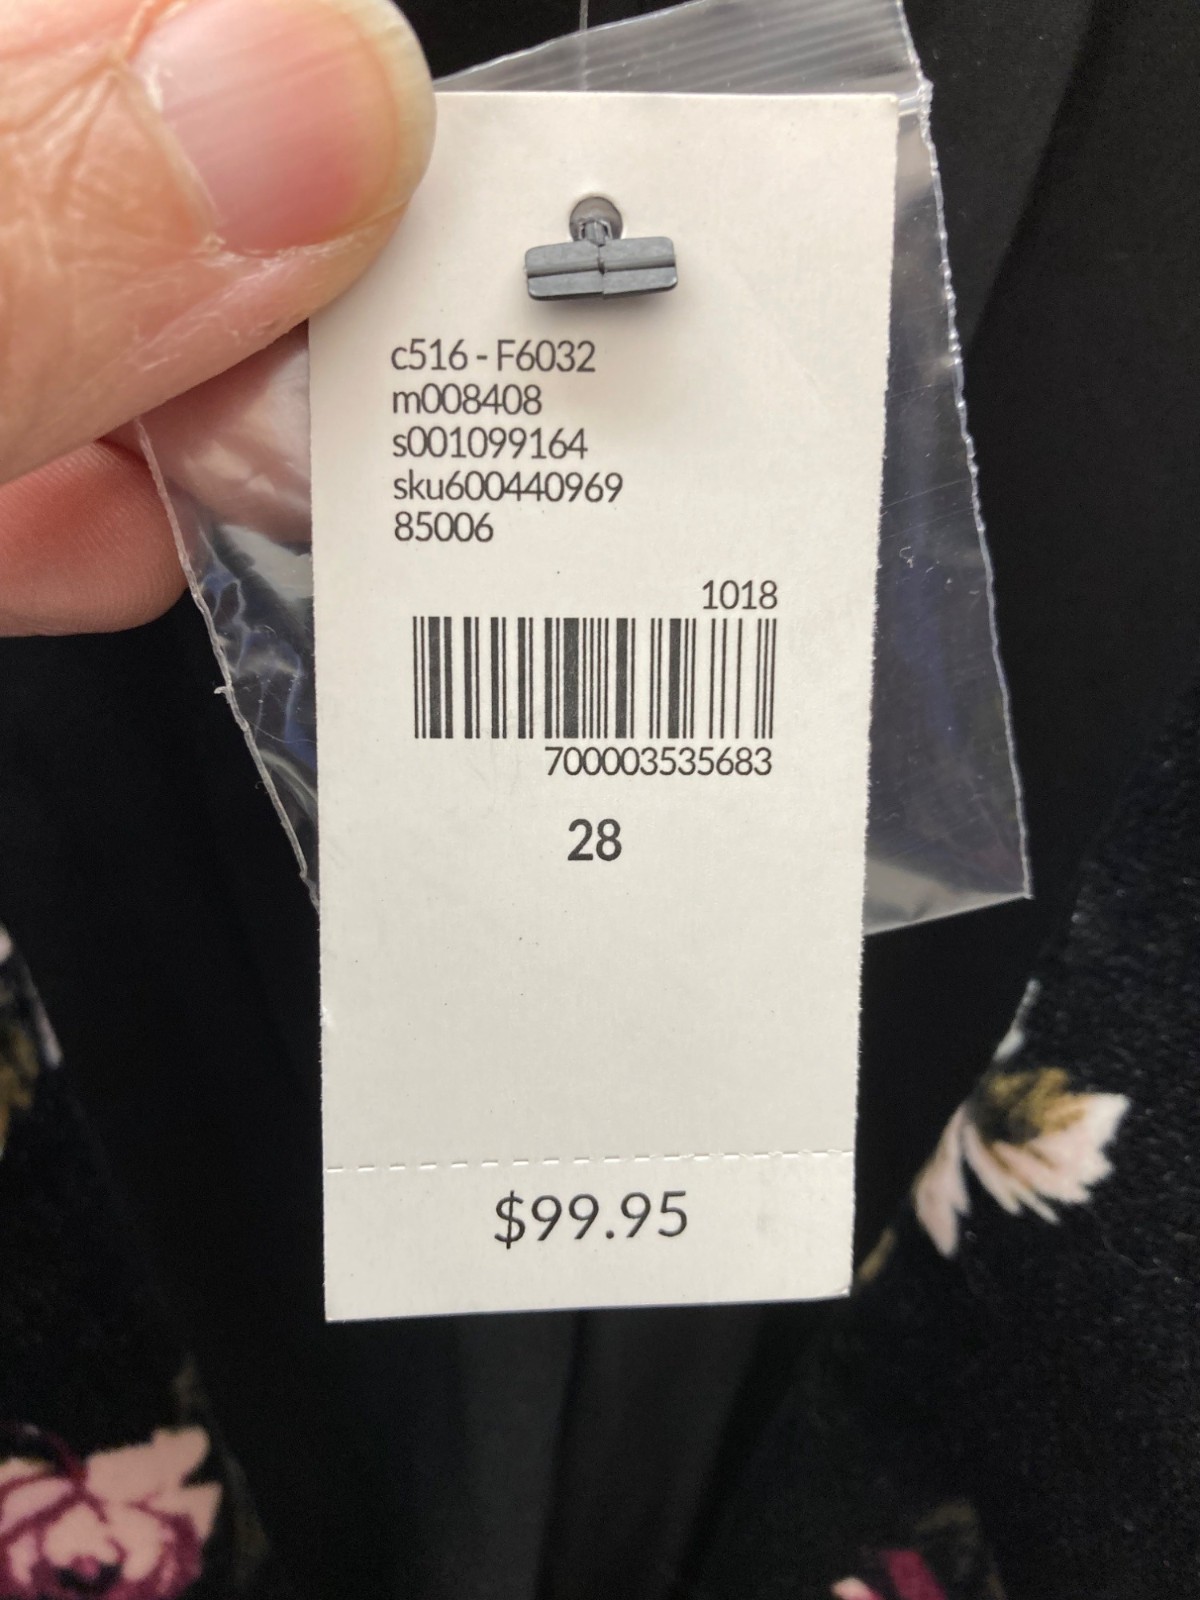 c516 - F6032
m008408
s001099164
sku600440969
85006
1018
700003535683
28
$99.95